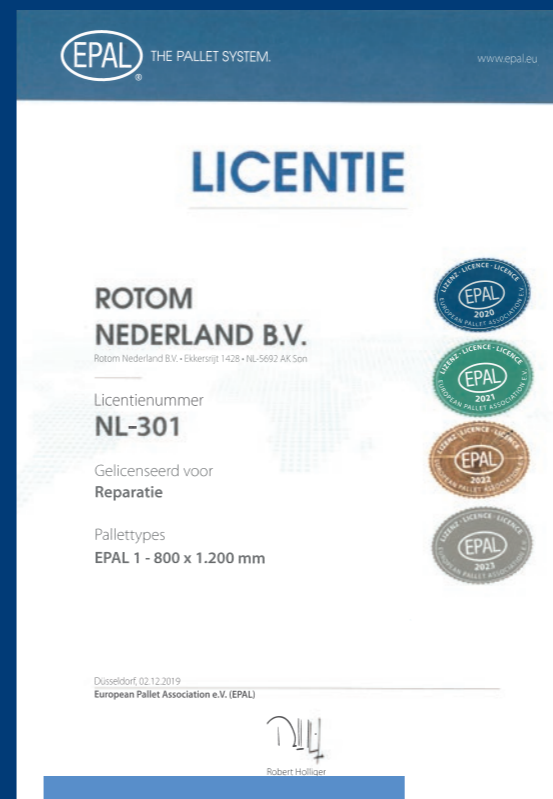 EPAL
®
THE PALLET SYSTEM.
www.epal.eu
LICENTIE
ROTOM
NEDERLAND B.V.
Rotom Nederland B.V. • Ekkersrijt 1428 • NL-5692 AK Son
Licentienummer
NL-301
Gelicenseerd voor
Reparatie
Pallettypes
EPAL 1 - 800 x 1.200 mm
LIZENZ · LICENCE · LICENCE
EPAL
2020
EUROPEAN PALLET ASSOCIATION E.V.
LIZENZ · LICENCE · LICENCE
EPAL
2021
EUROPEAN PALLET ASSOCIATION E.V.
LIZENZ · LICENCE · LICENCE
EPAL
2022
EUROPEAN PALLET ASSOCIATION E.V.
LIZENZ · LICENCE · LICENCE
EPAL
2023
EUROPEAN PALLET ASSOCIATION E.V.
Düsseldorf, 02.12.2019
European Pallet Association e.V. (EPAL)
Robert Holliger